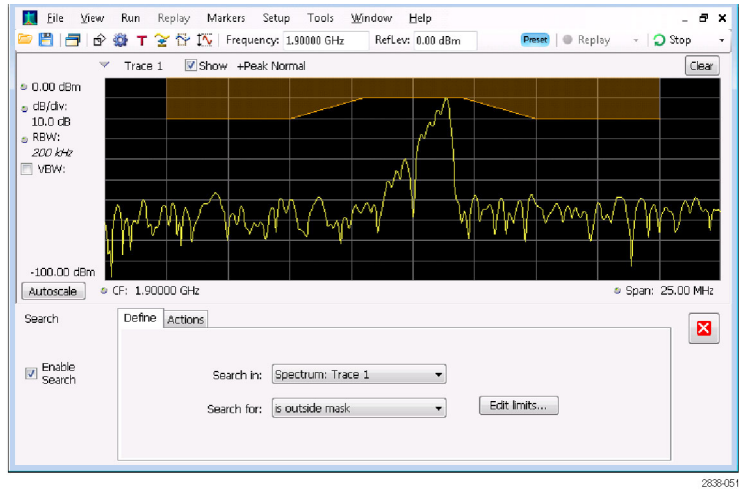 File View Run Replay Markers Setup Tools Window Help
T Frequency: 1.90000 GHz RefLev: 0.00 dBm Preset Replay Stop
Trace 1 Show +Peak Normal Clear
0.00 dBm
dB/div:
10.0 dB
RBW:
200 kHz
VBW:
-100.00 dBm
Autoscale CF: 1.90000 GHz Span: 25.00 MHz
Search Define Actions
Enable
Search
Search in: Spectrum: Trace 1
Search for: is outside mask Edit limits...
2838-051